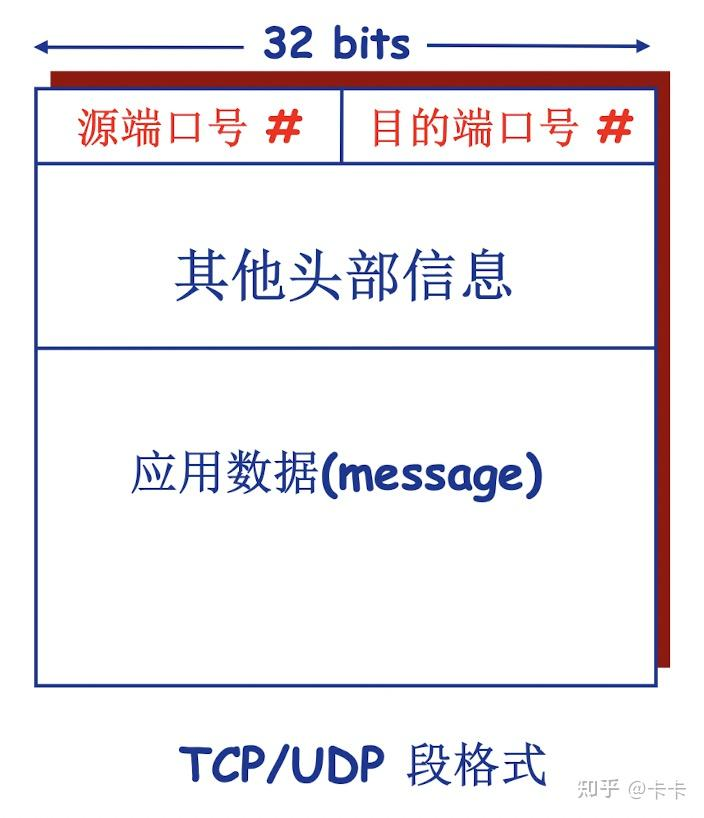 32 bits
源端口号 # 目的端口号 #
其他头部信息
应用数据(message)
TCP/UDP 段格式
知乎 @卡卡